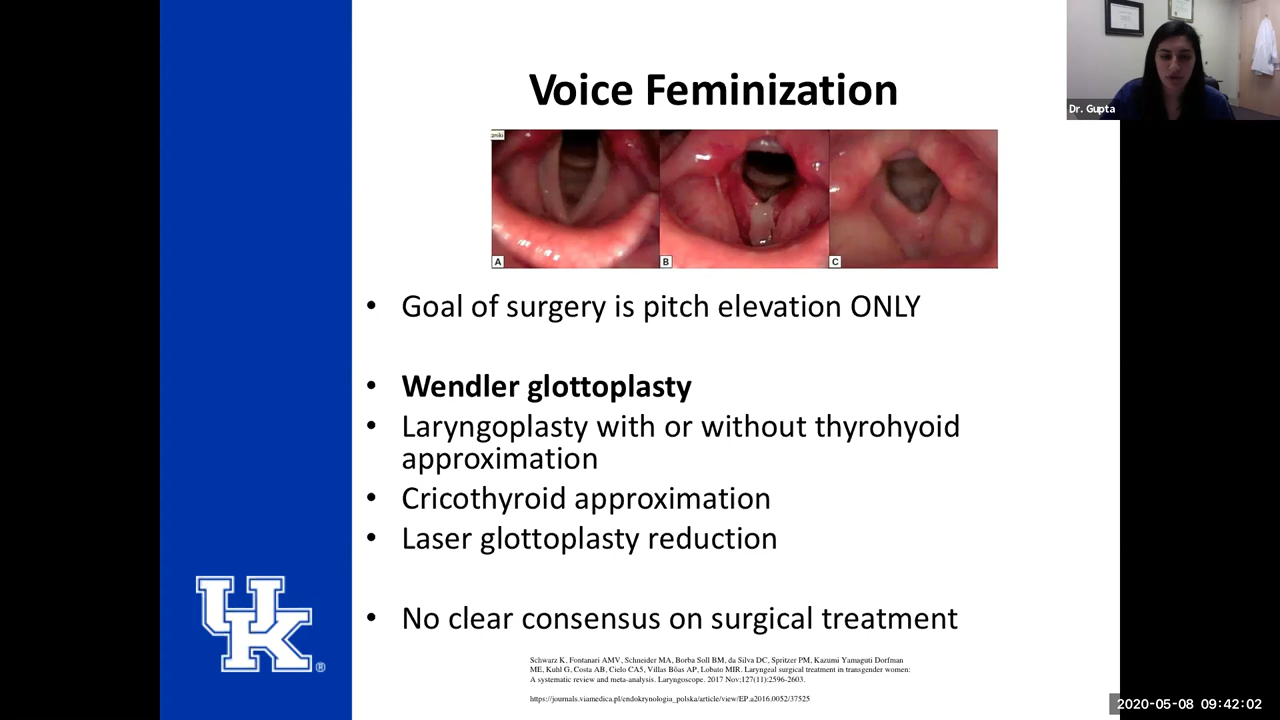 Voice Feminization
A
B
C
Dr. Gupta
• Goal of surgery is pitch elevation ONLY
• Wendler glottoplasty
• Laryngoplasty with or without thyrohyoid
approximation
• Cricothyroid approximation
• Laser glottoplasty reduction
• No clear consensus on surgical treatment
Schwarz K, Fontanari AMV, Schneider MA, Borba Soll BM, da Silva DC, Spritzer PM, Kazumi Yamaguti Dorfman
ME, Kuhl G, Costa AB, Cielo CA5, Villas Bôas AP, Lobato MIR. Laryngeal surgical treatment in transgender women:
A systematic review and meta-analysis. Laryngoscope. 2017 Nov;127(11):2596-2603.
https://journals.viamedica.pl/endokrynologia_polska/article/view/EP.a2016.0052/37525
UK
®
2020-05-08 09:42:02